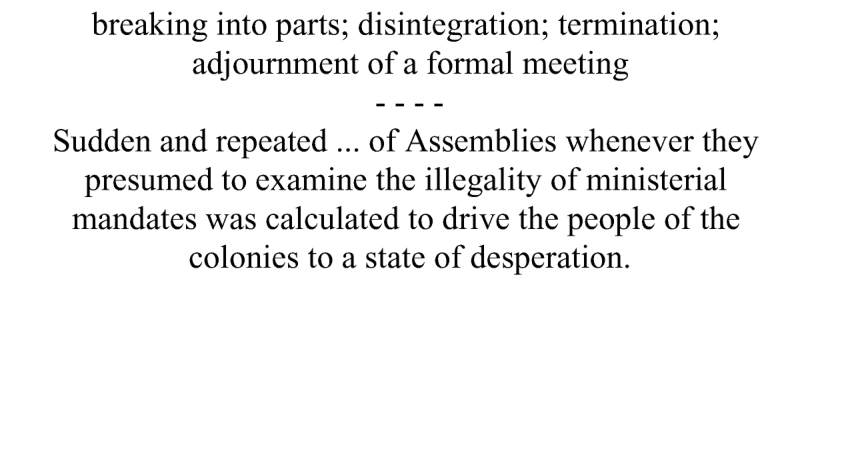 breaking into parts; disintegration; termination;
adjournment of a formal meeting
- - - -
Sudden and repeated ... of Assemblies whenever they
presumed to examine the illegality of ministerial
mandates was calculated to drive the people of the
colonies to a state of desperation.